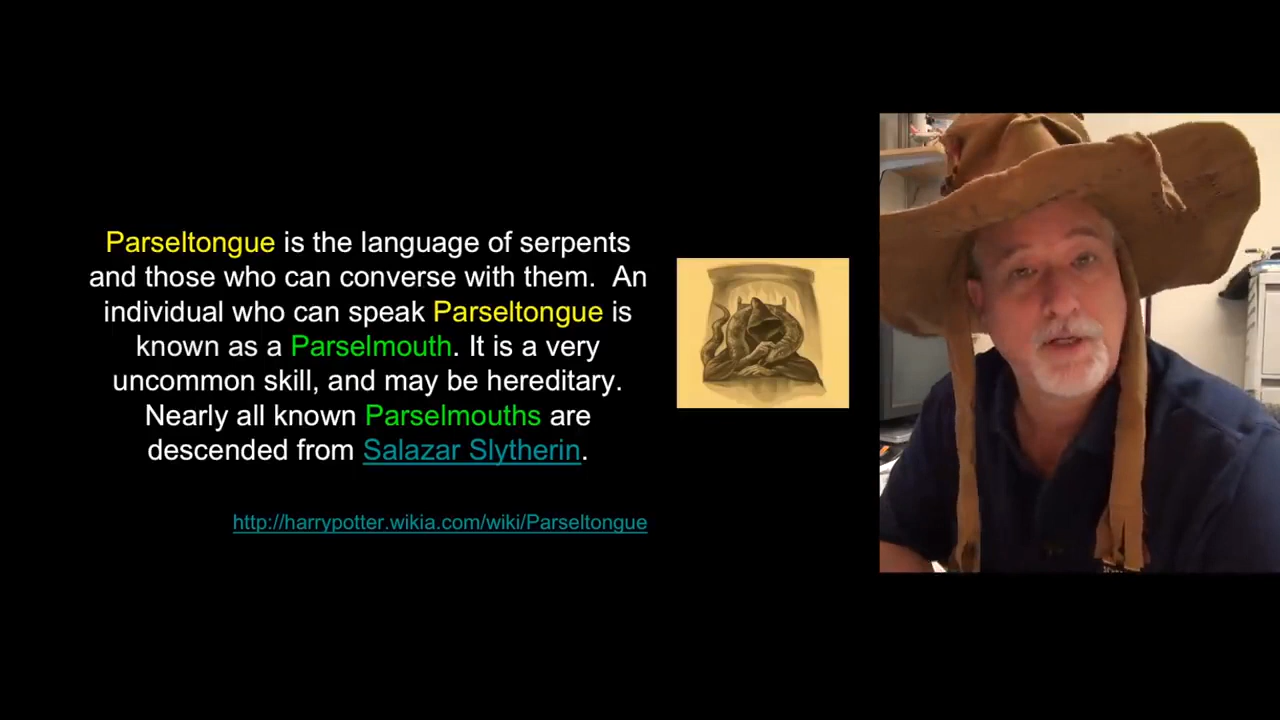 Parseltongue is the language of serpents
and those who can converse with them.  An
individual who can speak Parseltongue is
known as a Parselmouth. It is a very
uncommon skill, and may be hereditary.
Nearly all known Parselmouths are
descended from Salazar Slytherin.
http://harrypotter.wikia.com/wiki/Parseltongue